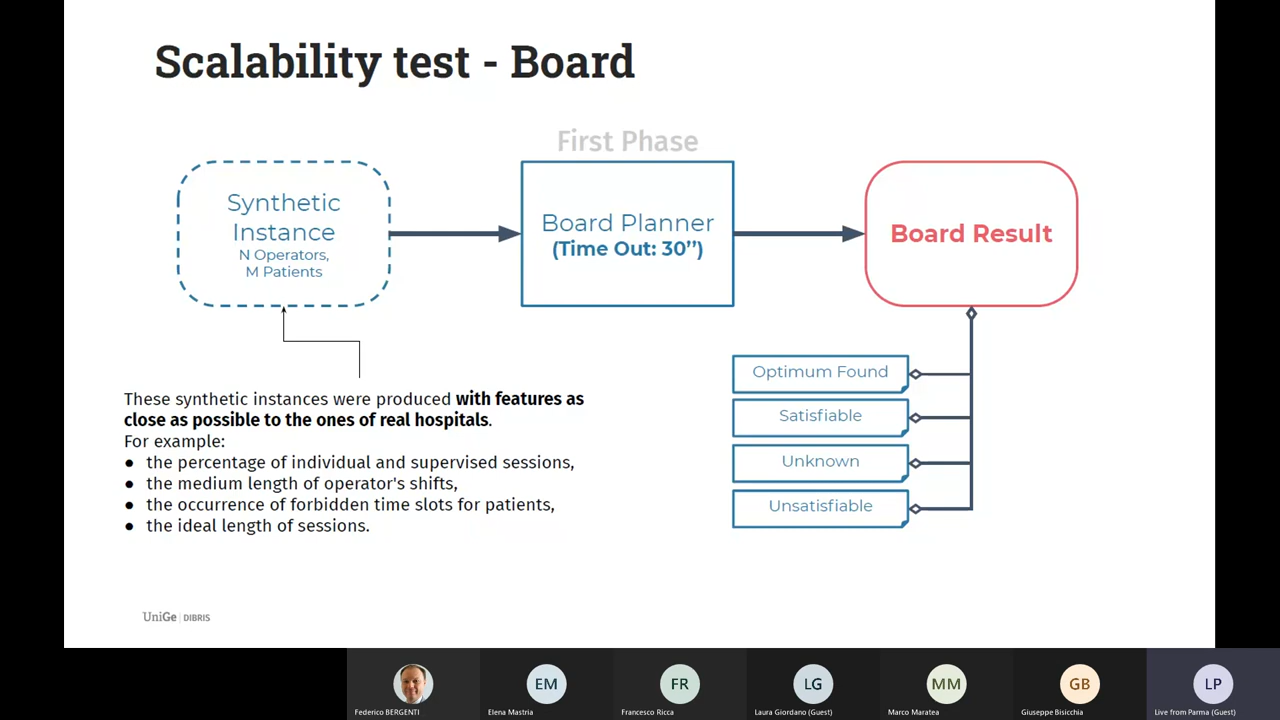 Scalability test - Board
First Phase
Synthetic
Instance
N Operators,
M Patients
Board Planner
(Time Out: 30’’)
Board Result
Optimum Found
Satisfiable
Unknown
Unsatisfiable
These synthetic instances were produced with features as
close as possible to the ones of real hospitals.
For example:
● the percentage of individual and supervised sessions,
● the medium length of operator's shifts,
● the occurrence of forbidden time slots for patients,
● the ideal length of sessions.
UniGe | DIBRIS
EM
FR
LG
MM
GB
LP
Federico BERGENTI
Elena Mastria
Francesco Ricca
Laura Giordano (Guest)
Marco Maratea
Giuseppe Bisicchia
Live from Parma (Guest)